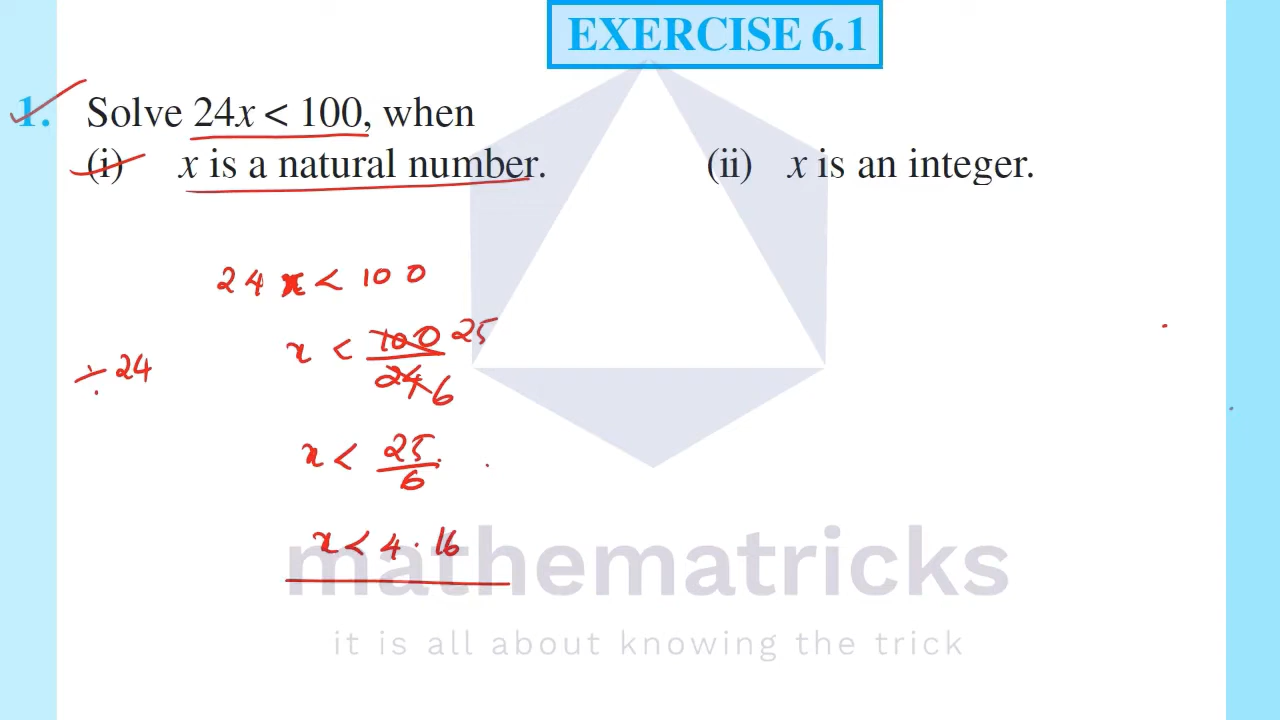 EXERCISE 6.1
1. Solve 24x < 100, when
(i) x is a natural number. (ii) x is an integer.
24 x < 100
÷ 24
x < 100/24 25/6
x < 25/6
x < 4.16
mathematricks
it is all about knowing the trick